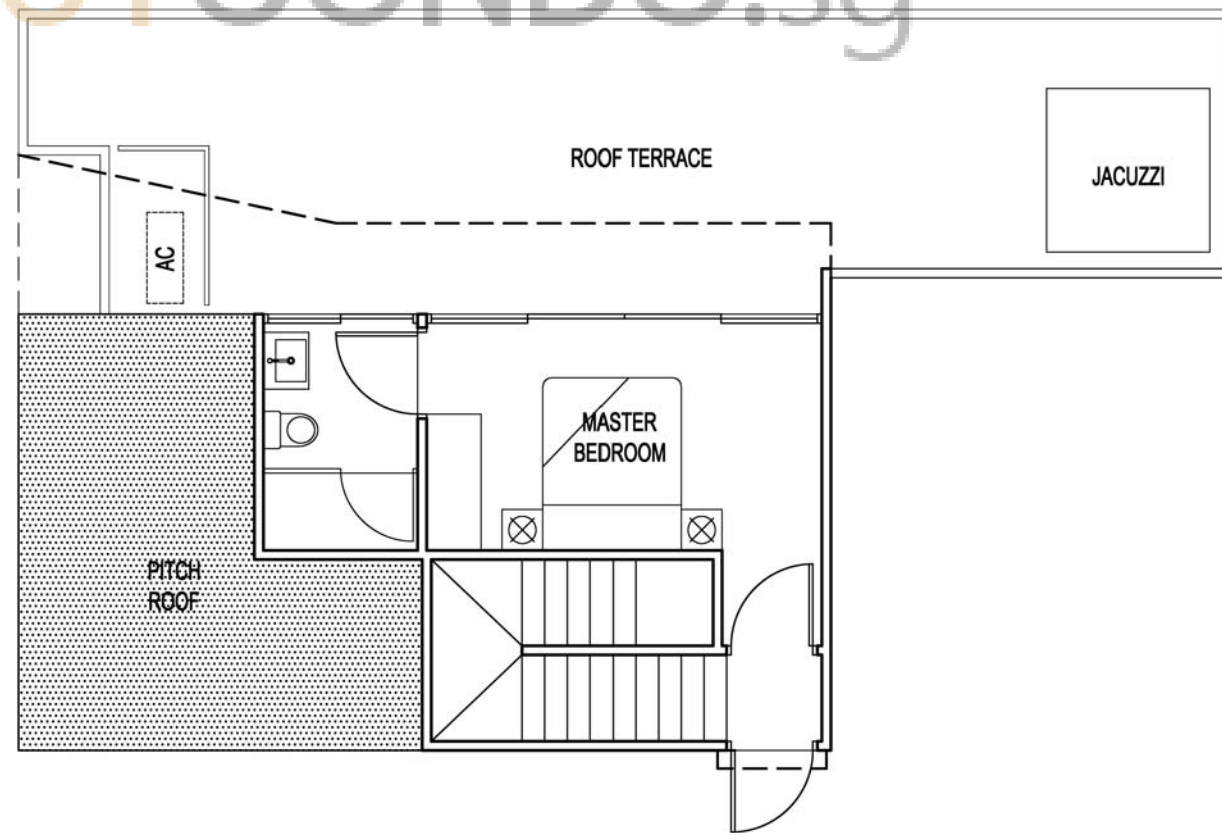 ROOF TERRACE
JACUZZI
AC
MASTER
BEDROOM
PITCH
ROOF